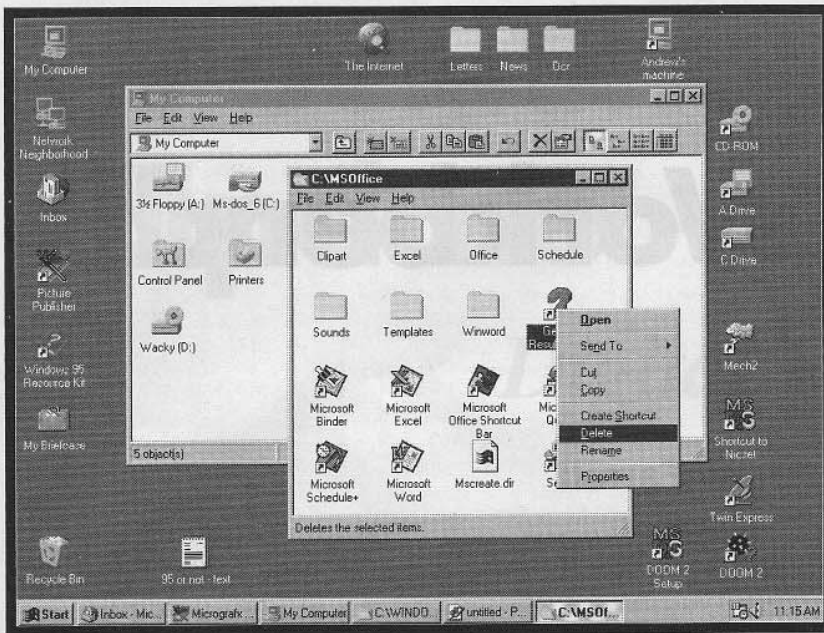 My Computer
The Internet
Letters
News
Dcr
Andrew's
machine
Network
Neighborhood
Inbox
Picture
Publisher
Windows 95
Resource Kit
My Briefcase
Recycle Bin
95 or not - text
My Computer
File Edit View Help
My Computer
3½ Floppy (A:)
Ms-dos_6 (C:)
Control Panel
Printers
Wacky (D:)
5 object(s)
C:\MSOffice
File Edit View Help
Clipart
Excel
Office
Schedule
Sounds
Templates
Winword
Microsoft
Binder
Microsoft
Excel
Microsoft
Office Shortcut
Bar
Microsoft
Schedule+
Microsoft
Word
Mscreate.dir
Deletes the selected items.
Open
Send To
Cut
Copy
Create Shortcut
Delete
Rename
Properties
CD-ROM
A Drive
C Drive
Mech2
MS
Shortcut to
Twin Express
MS
DOOM 2
Setup
DOOM 2
Start
Inbox - Mic...
Micrografx ...
My Computer
C:\WINDO...
untitled - P...
C:\MSOf...
11.15 AM